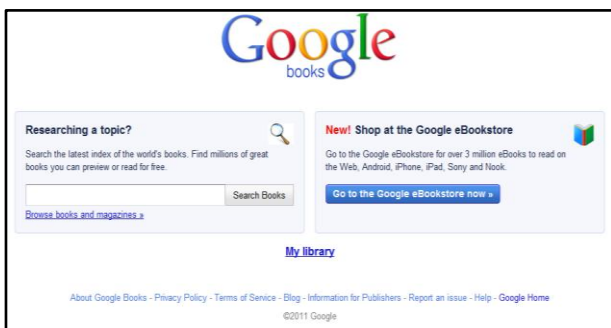 Google
books
Researching a topic?
Search the latest index of the world's books. Find millions of great
books you can preview or read for free.
Search Books
Browse books and magazines »
New! Shop at the Google eBookstore
Go to the Google eBookstore for over 3 million eBooks to read on
the Web, Android, iPhone, iPad, Sony and Nook.
Go to the Google eBookstore now »
My library
About Google Books - Privacy Policy - Terms of Service - Blog - Information for Publishers - Report an issue - Help - Google Home
©2011 Google